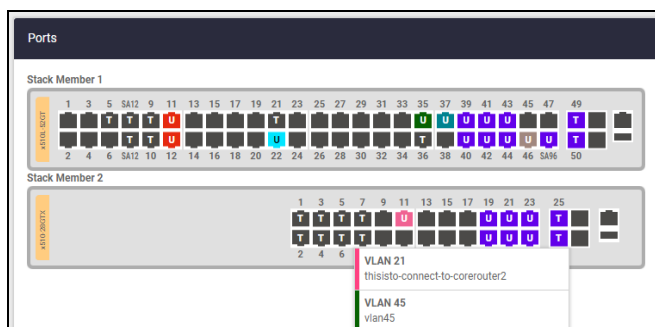 Ports
Stack Member 1
x510L-52GT
1 3 5 SA12 9 11 13 15 17 19 21 23 25 27 29 31 33 35 37 39 41 43 45 47 49
T T T U T U U U U U T
T T U U T U U U U U T
2 4 6 SA12 10 12 14 16 18 20 22 24 26 28 30 32 34 36 38 40 42 44 46 SA96 50
Stack Member 2
x510-28GTX
1 3 5 7 9 11 13 15 17 19 21 23 25
T T T T U U U U T
T T T T U U U T
2 4 6
VLAN 21
thisisto-connect-to-corerouter2
VLAN 45
vlan45